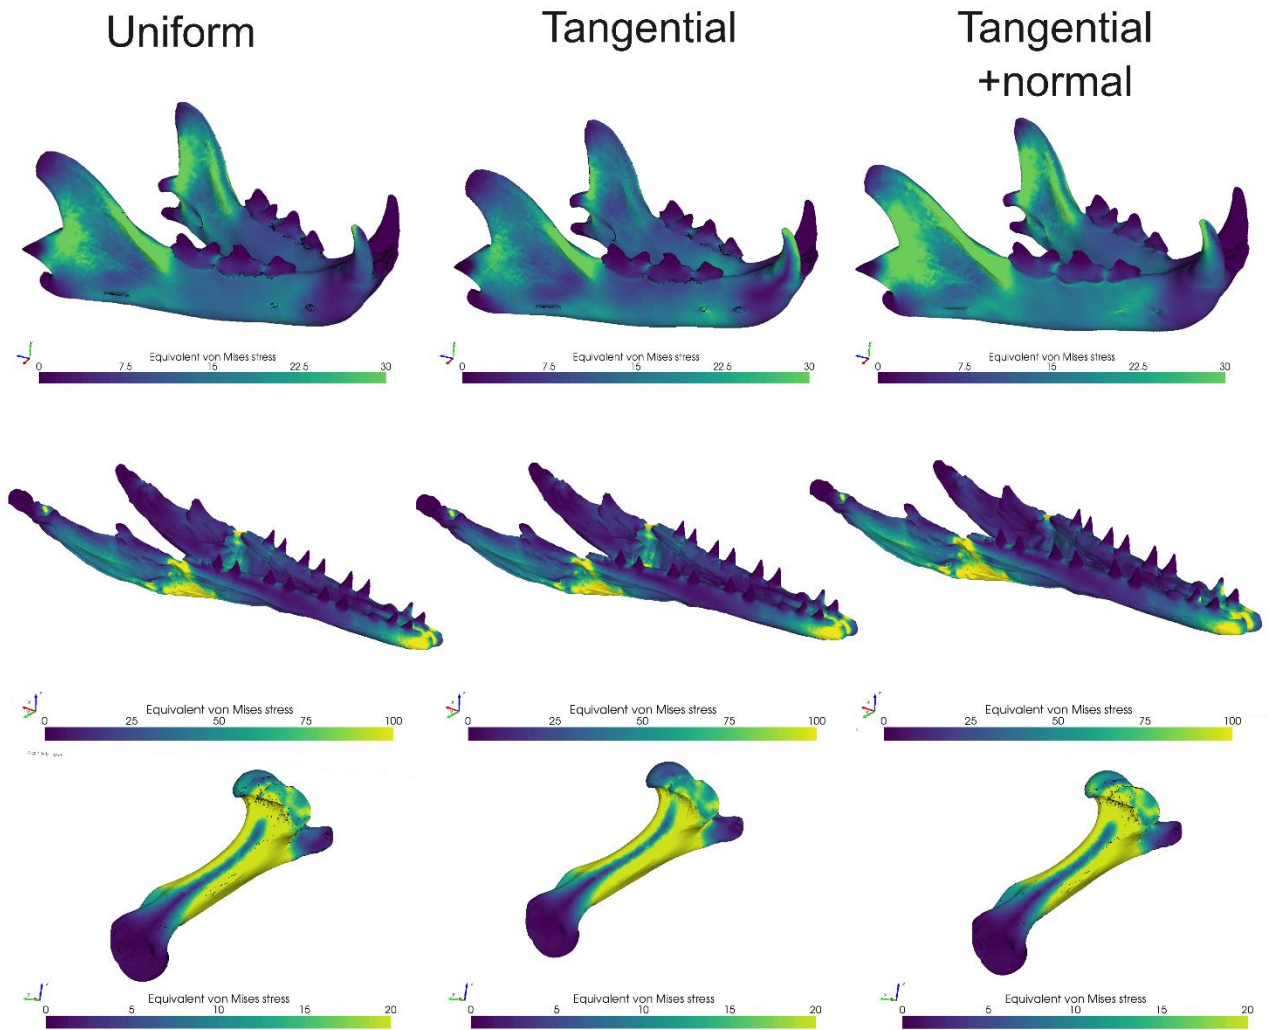 Uniform
Tangential
Tangential
+normal
Equivalent von Mises stress
0 7.5 15 22.5 30
Equivalent von Mises stress
0 7.5 15 22.5 30
Equivalent von Mises stress
0 7.5 15 22.5 30
Equivalent von Mises stress
0 25 50 75 100
Equivalent von Mises stress
0 25 50 75 100
Equivalent von Mises stress
0 25 50 75 100
Equivalent von Mises stress
0 5 10 15 20
Equivalent von Mises stress
0 5 10 15 20
Equivalent von Mises stress
0 5 10 15 20